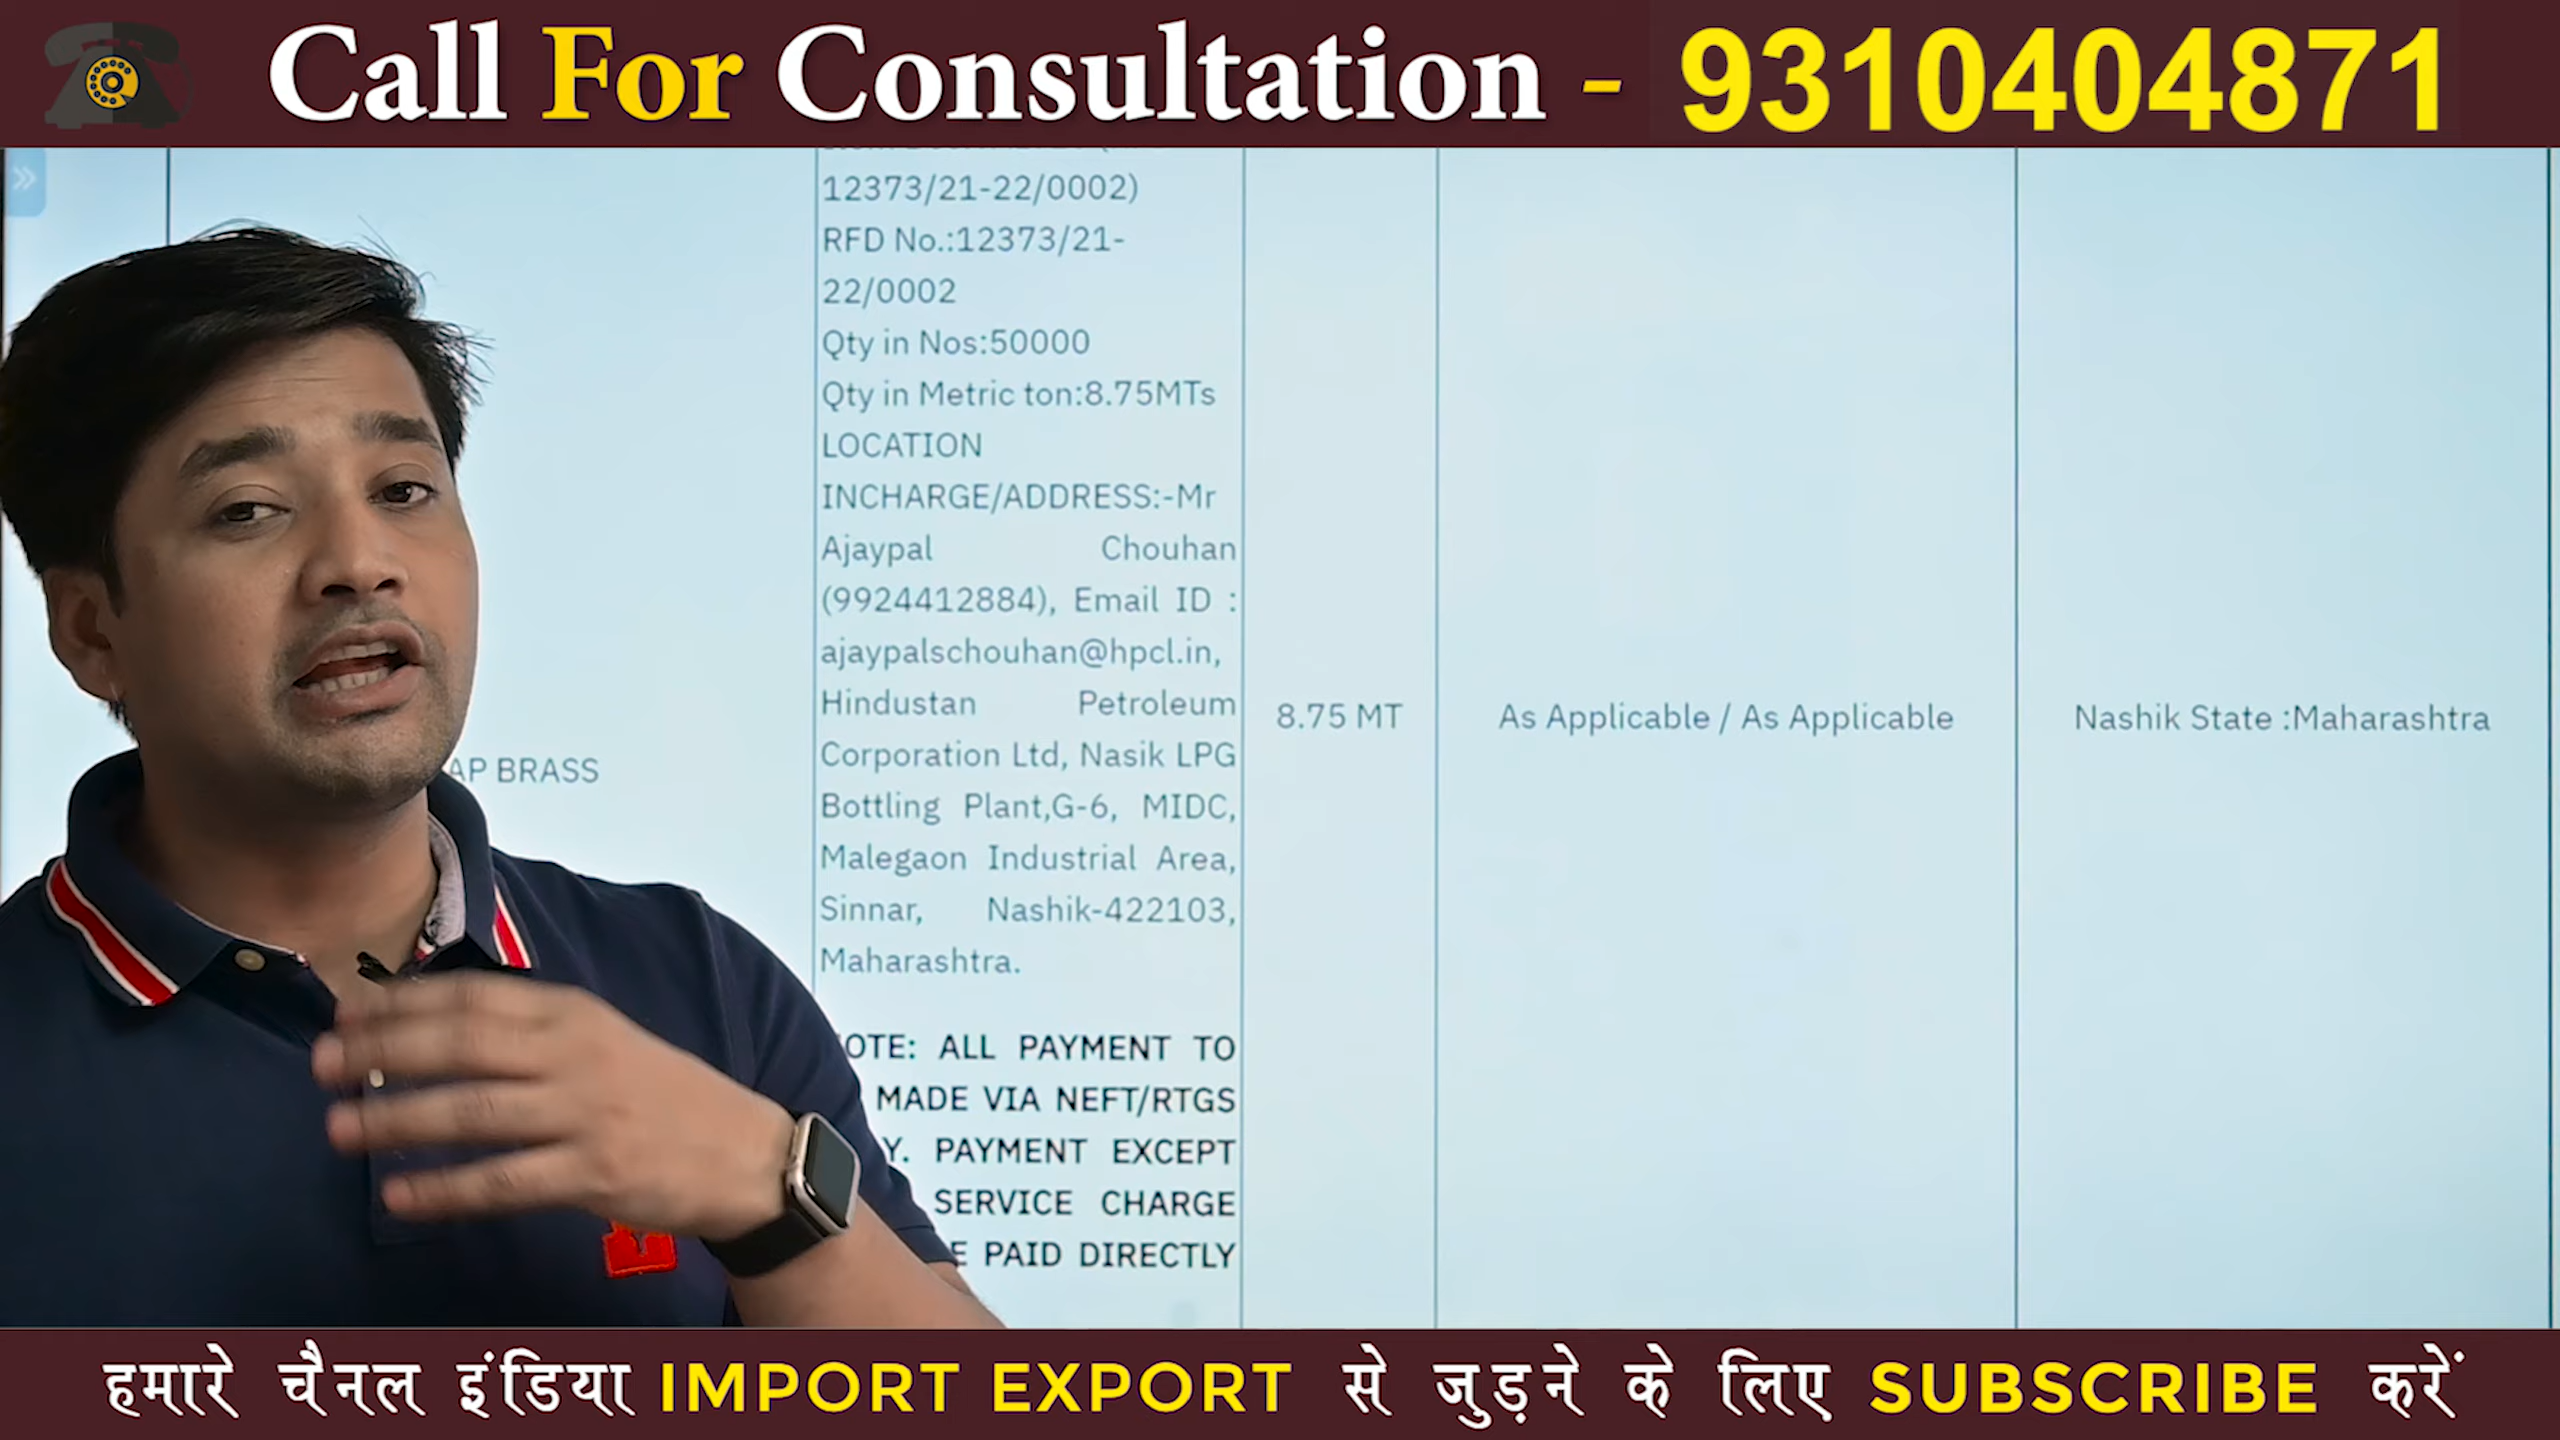 Call For Consultation - 9310404871
12373/21-22/0002)
RFD No.:12373/21-
22/0002
Qty in Nos:50000
Qty in Metric ton:8.75MTs
LOCATION
INCHARGE/ADDRESS:-Mr
Ajaypal Chouhan
(9924412884), Email ID :
ajaypalschouhan@hpcl.in,
Hindustan Petroleum
Corporation Ltd, Nasik LPG
Bottling Plant,G-6, MIDC,
Malegaon Industrial Area,
Sinnar, Nashik-422103,
Maharashtra.
OTE: ALL PAYMENT TO
MADE VIA NEFT/RTGS
Y. PAYMENT EXCEPT
SERVICE CHARGE
E PAID DIRECTLY
AP BRASS
8.75 MT
As Applicable / As Applicable
Nashik State :Maharashtra
हमारे चैनल इंडिया IMPORT EXPORT से जुड़ने के लिए SUBSCRIBE करें